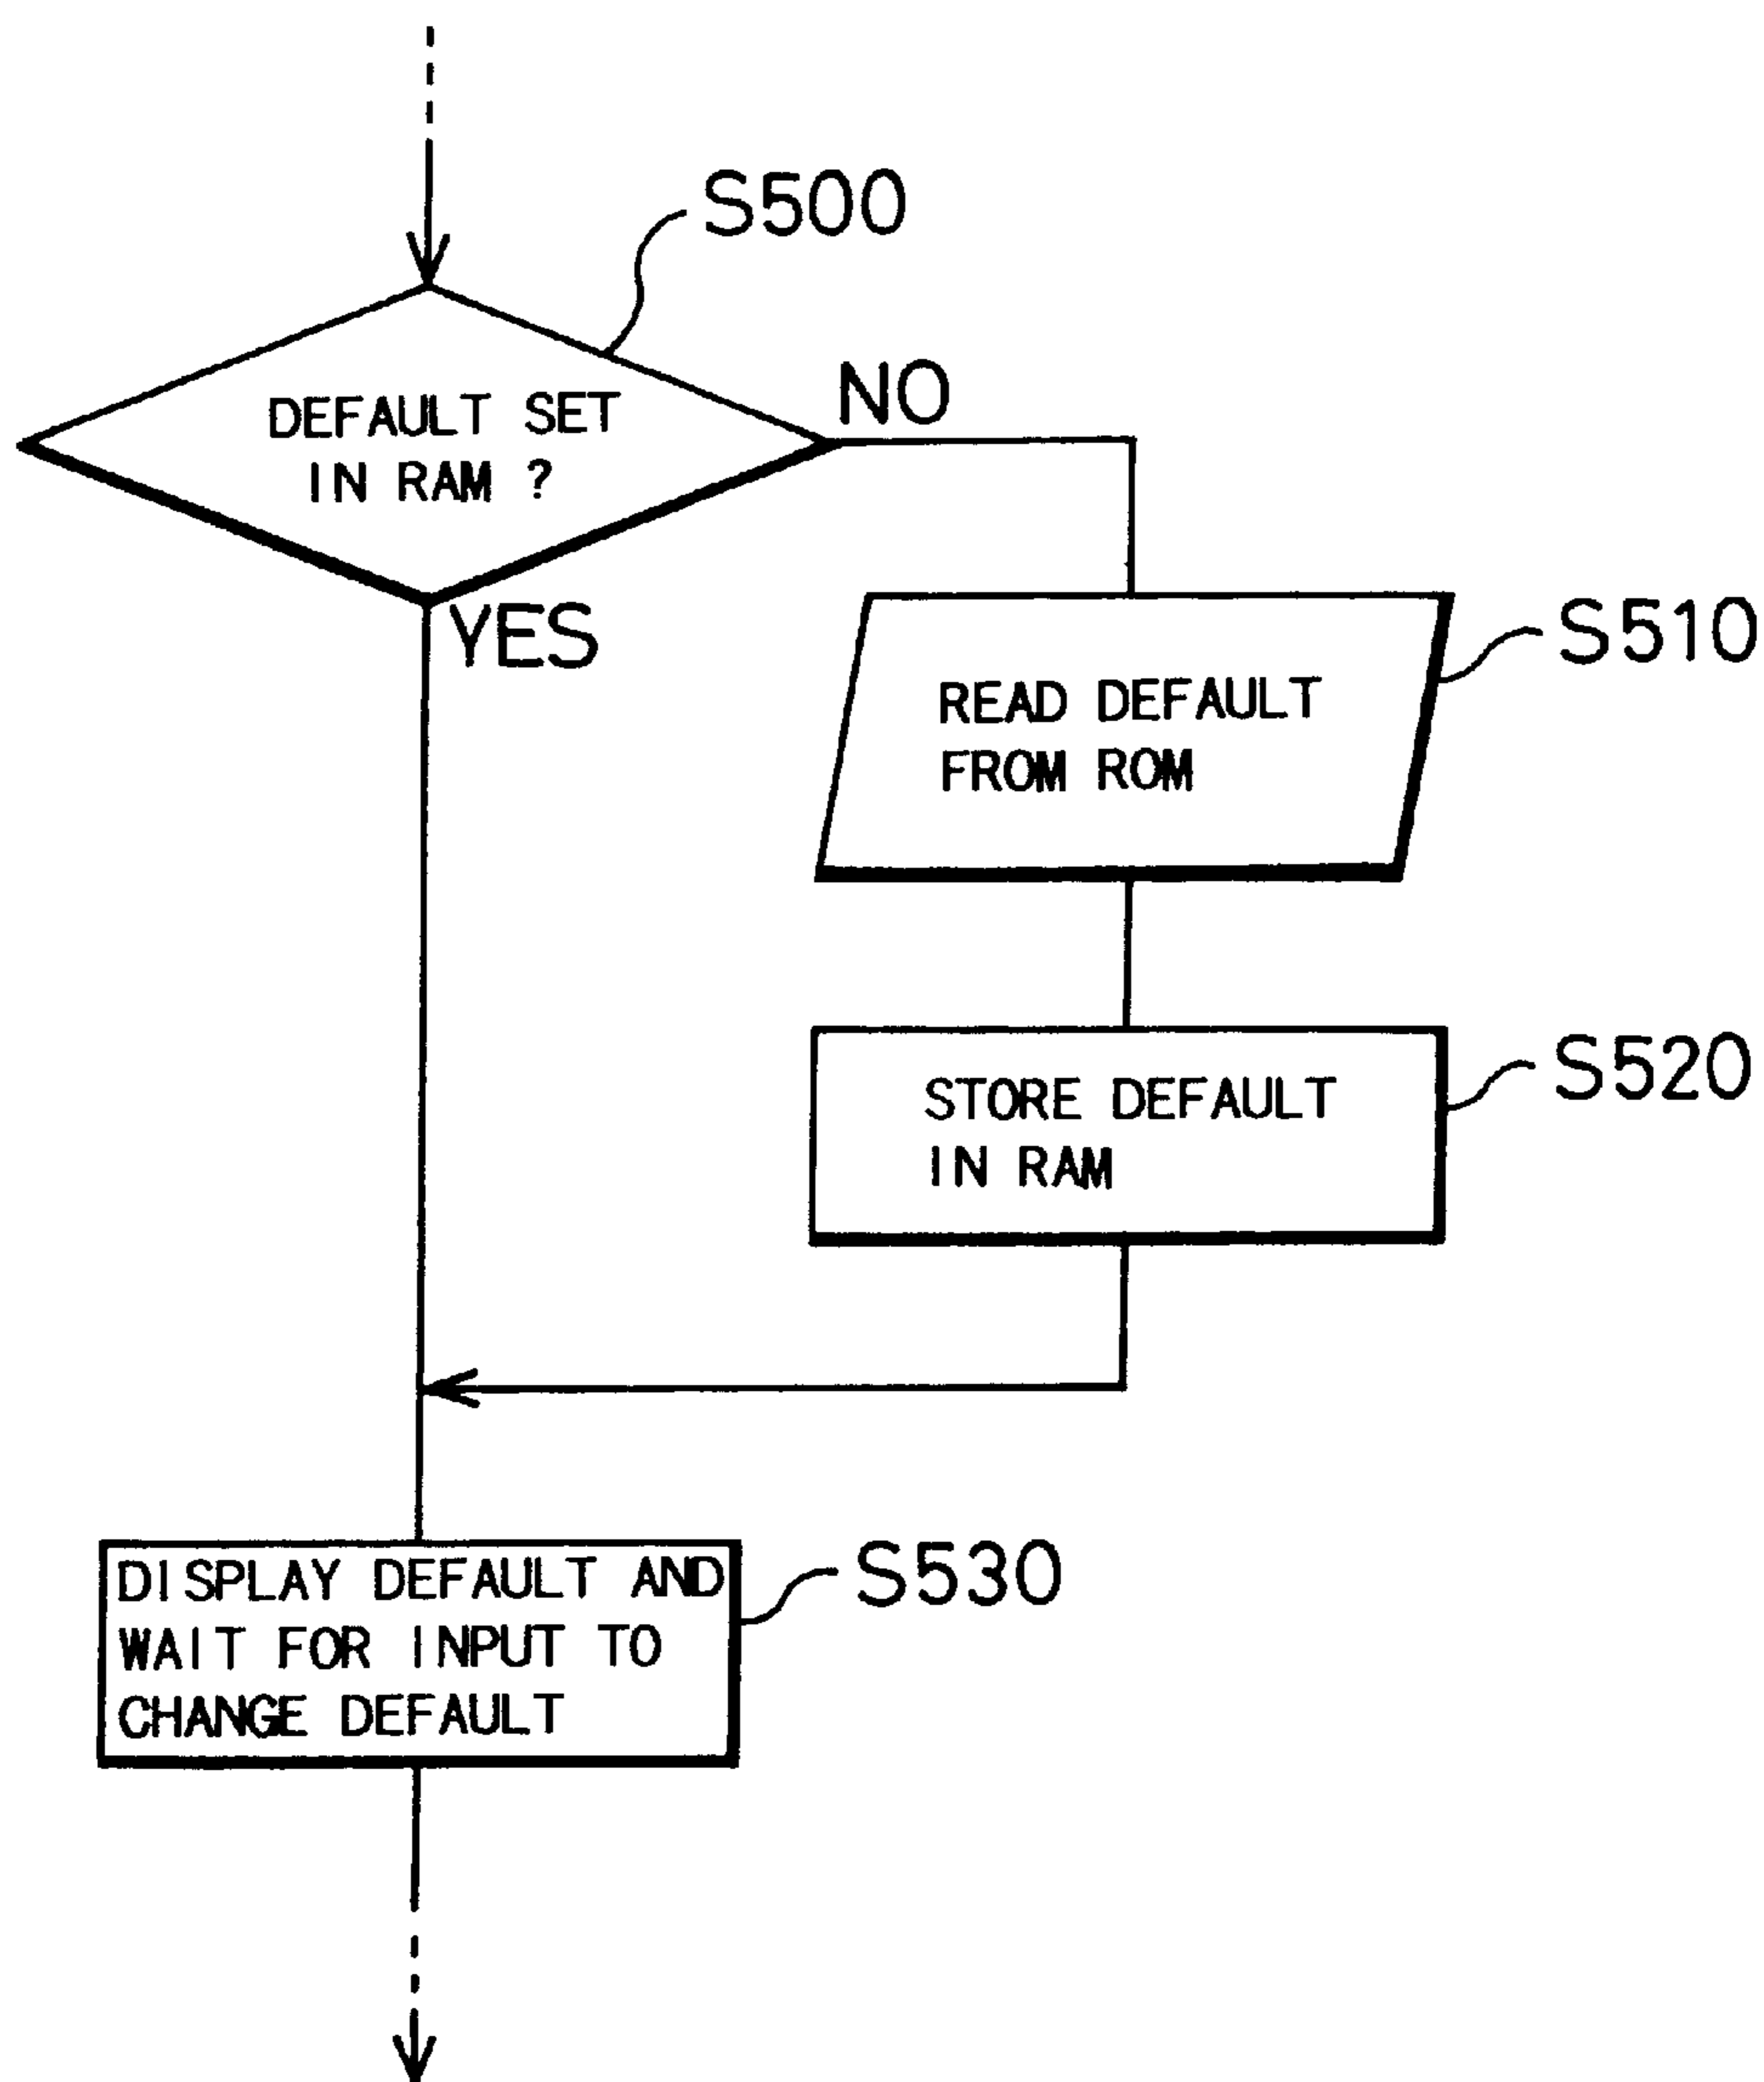 S500
DEFAULT SET
IN RAM ?
NO
YES
READ DEFAULT
FROM ROM
S510
STORE DEFAULT
IN RAM
S520
DISPLAY DEFAULT AND
WAIT FOR INPUT TO
CHANGE DEFAULT
S530